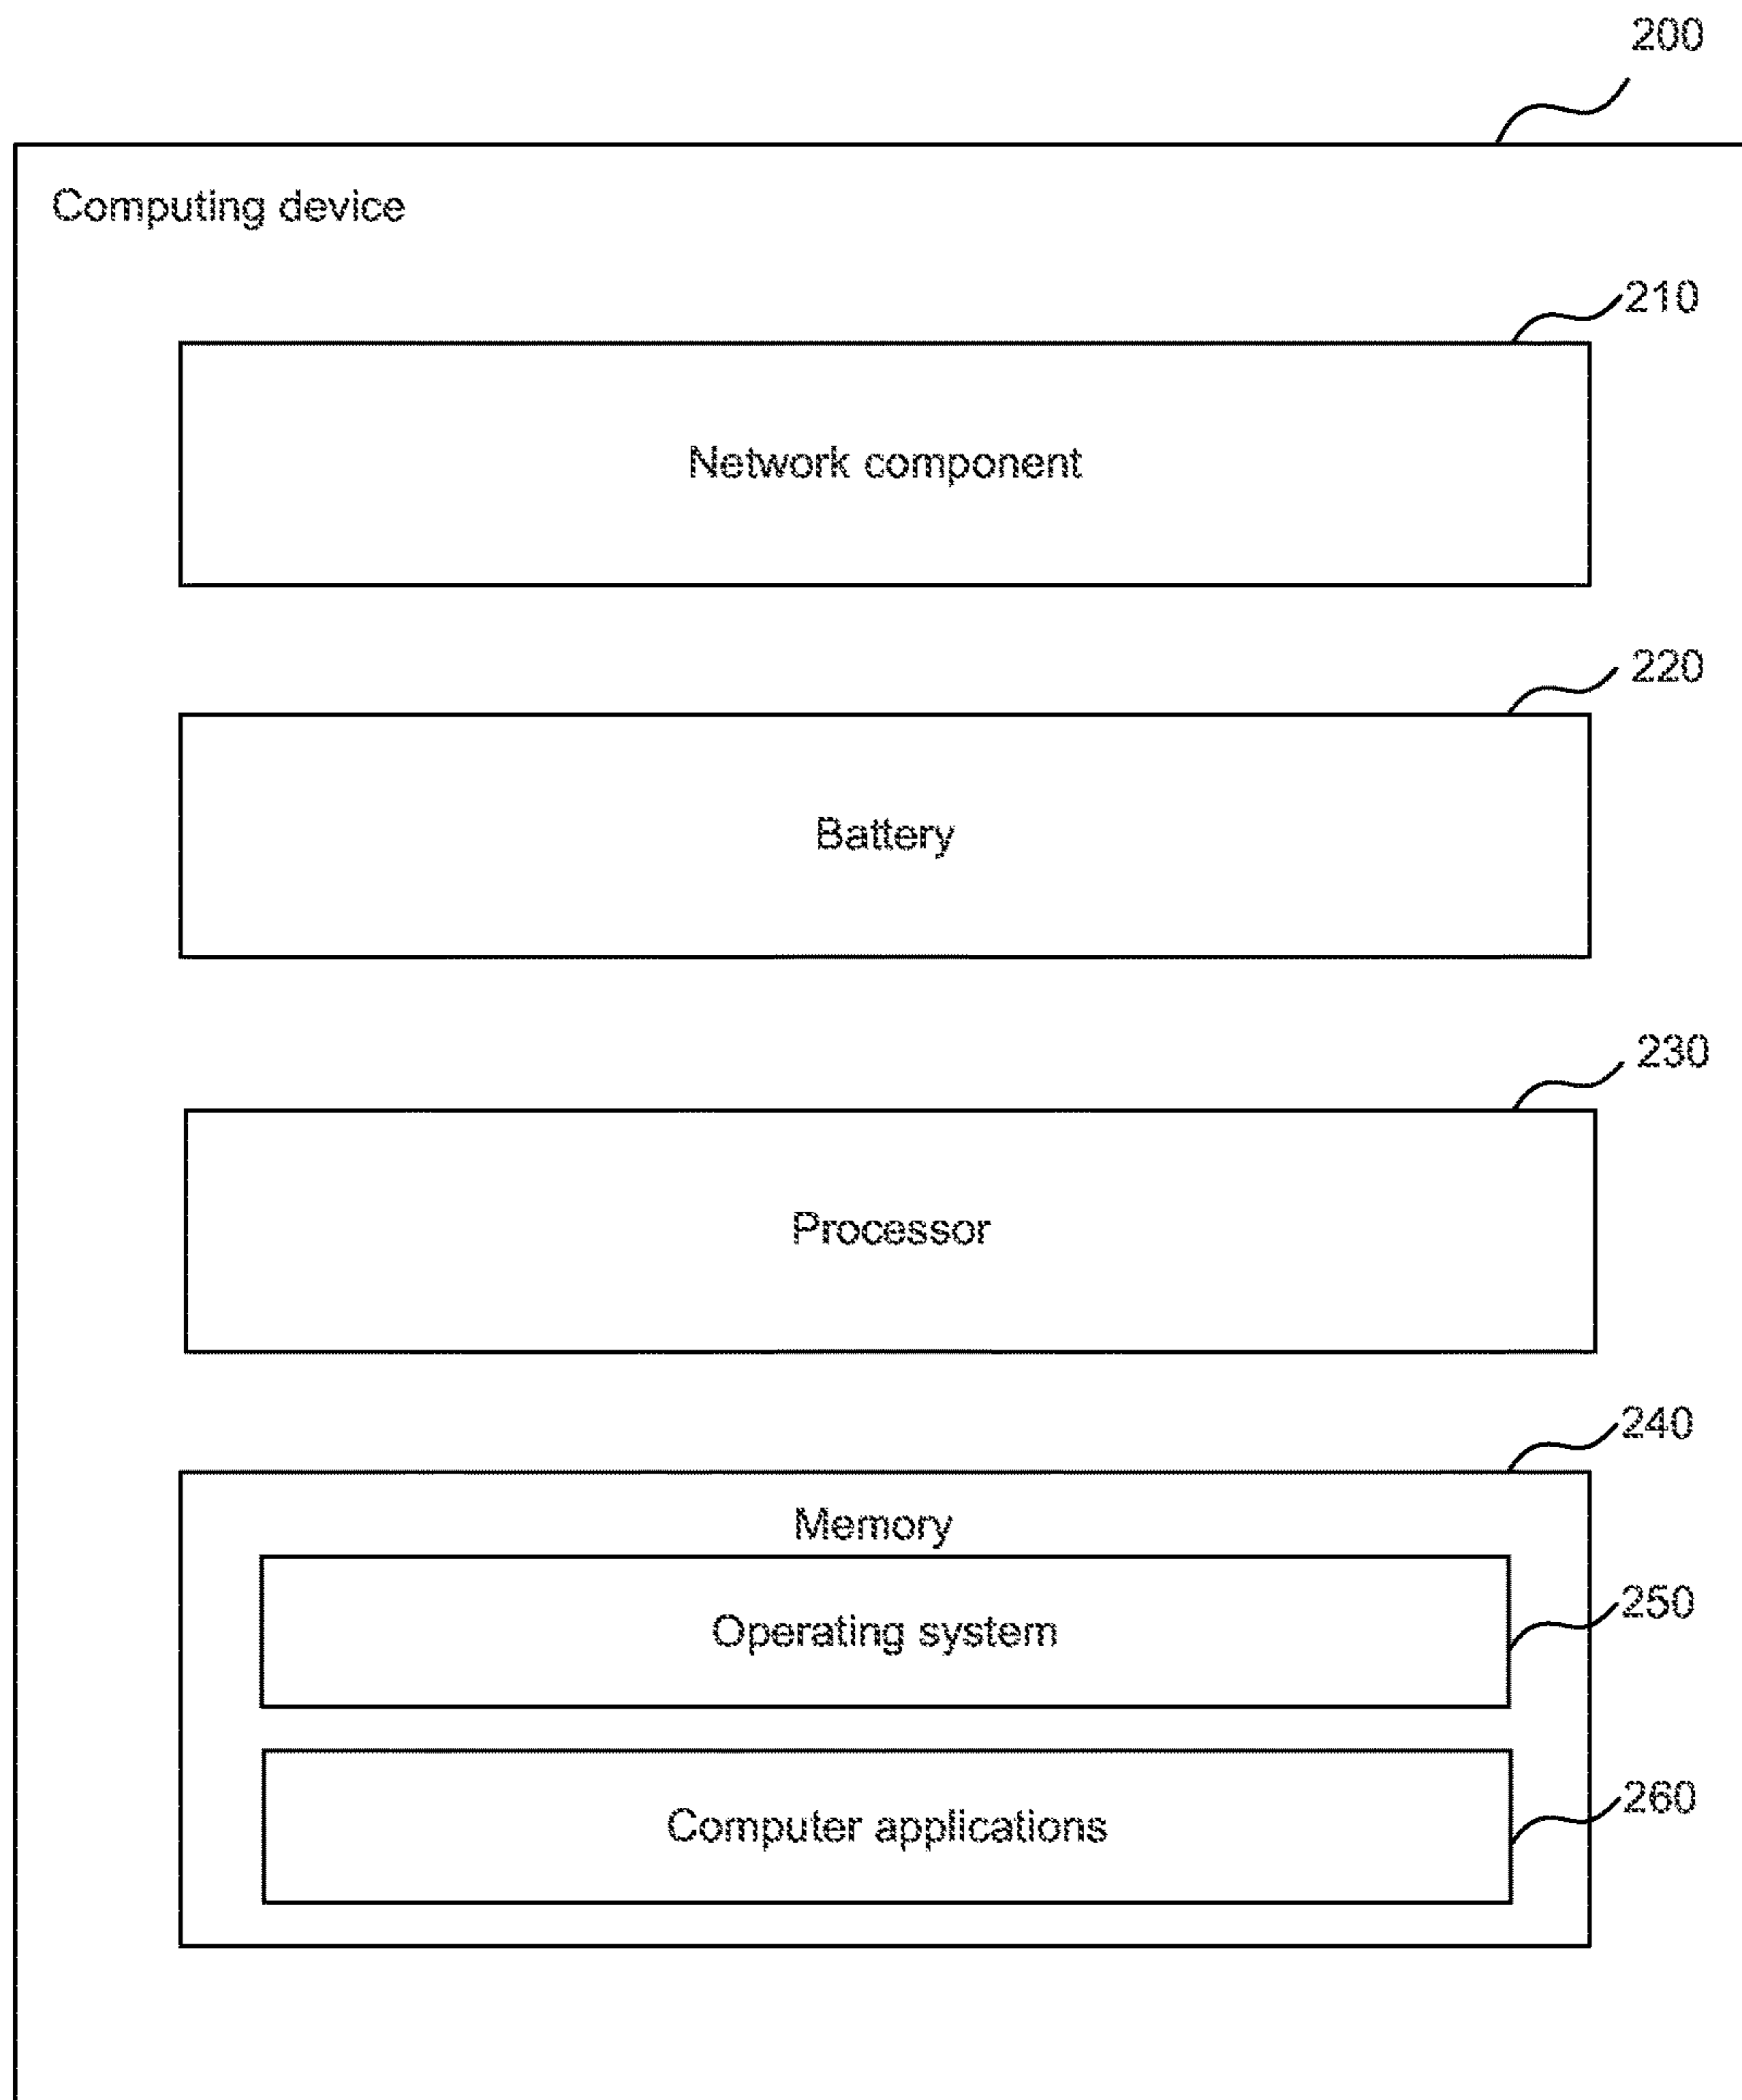 200
Computing device
210
Network component
220
Battery
230
Processor
240
Memory
250
Operating system
260
Computer applications